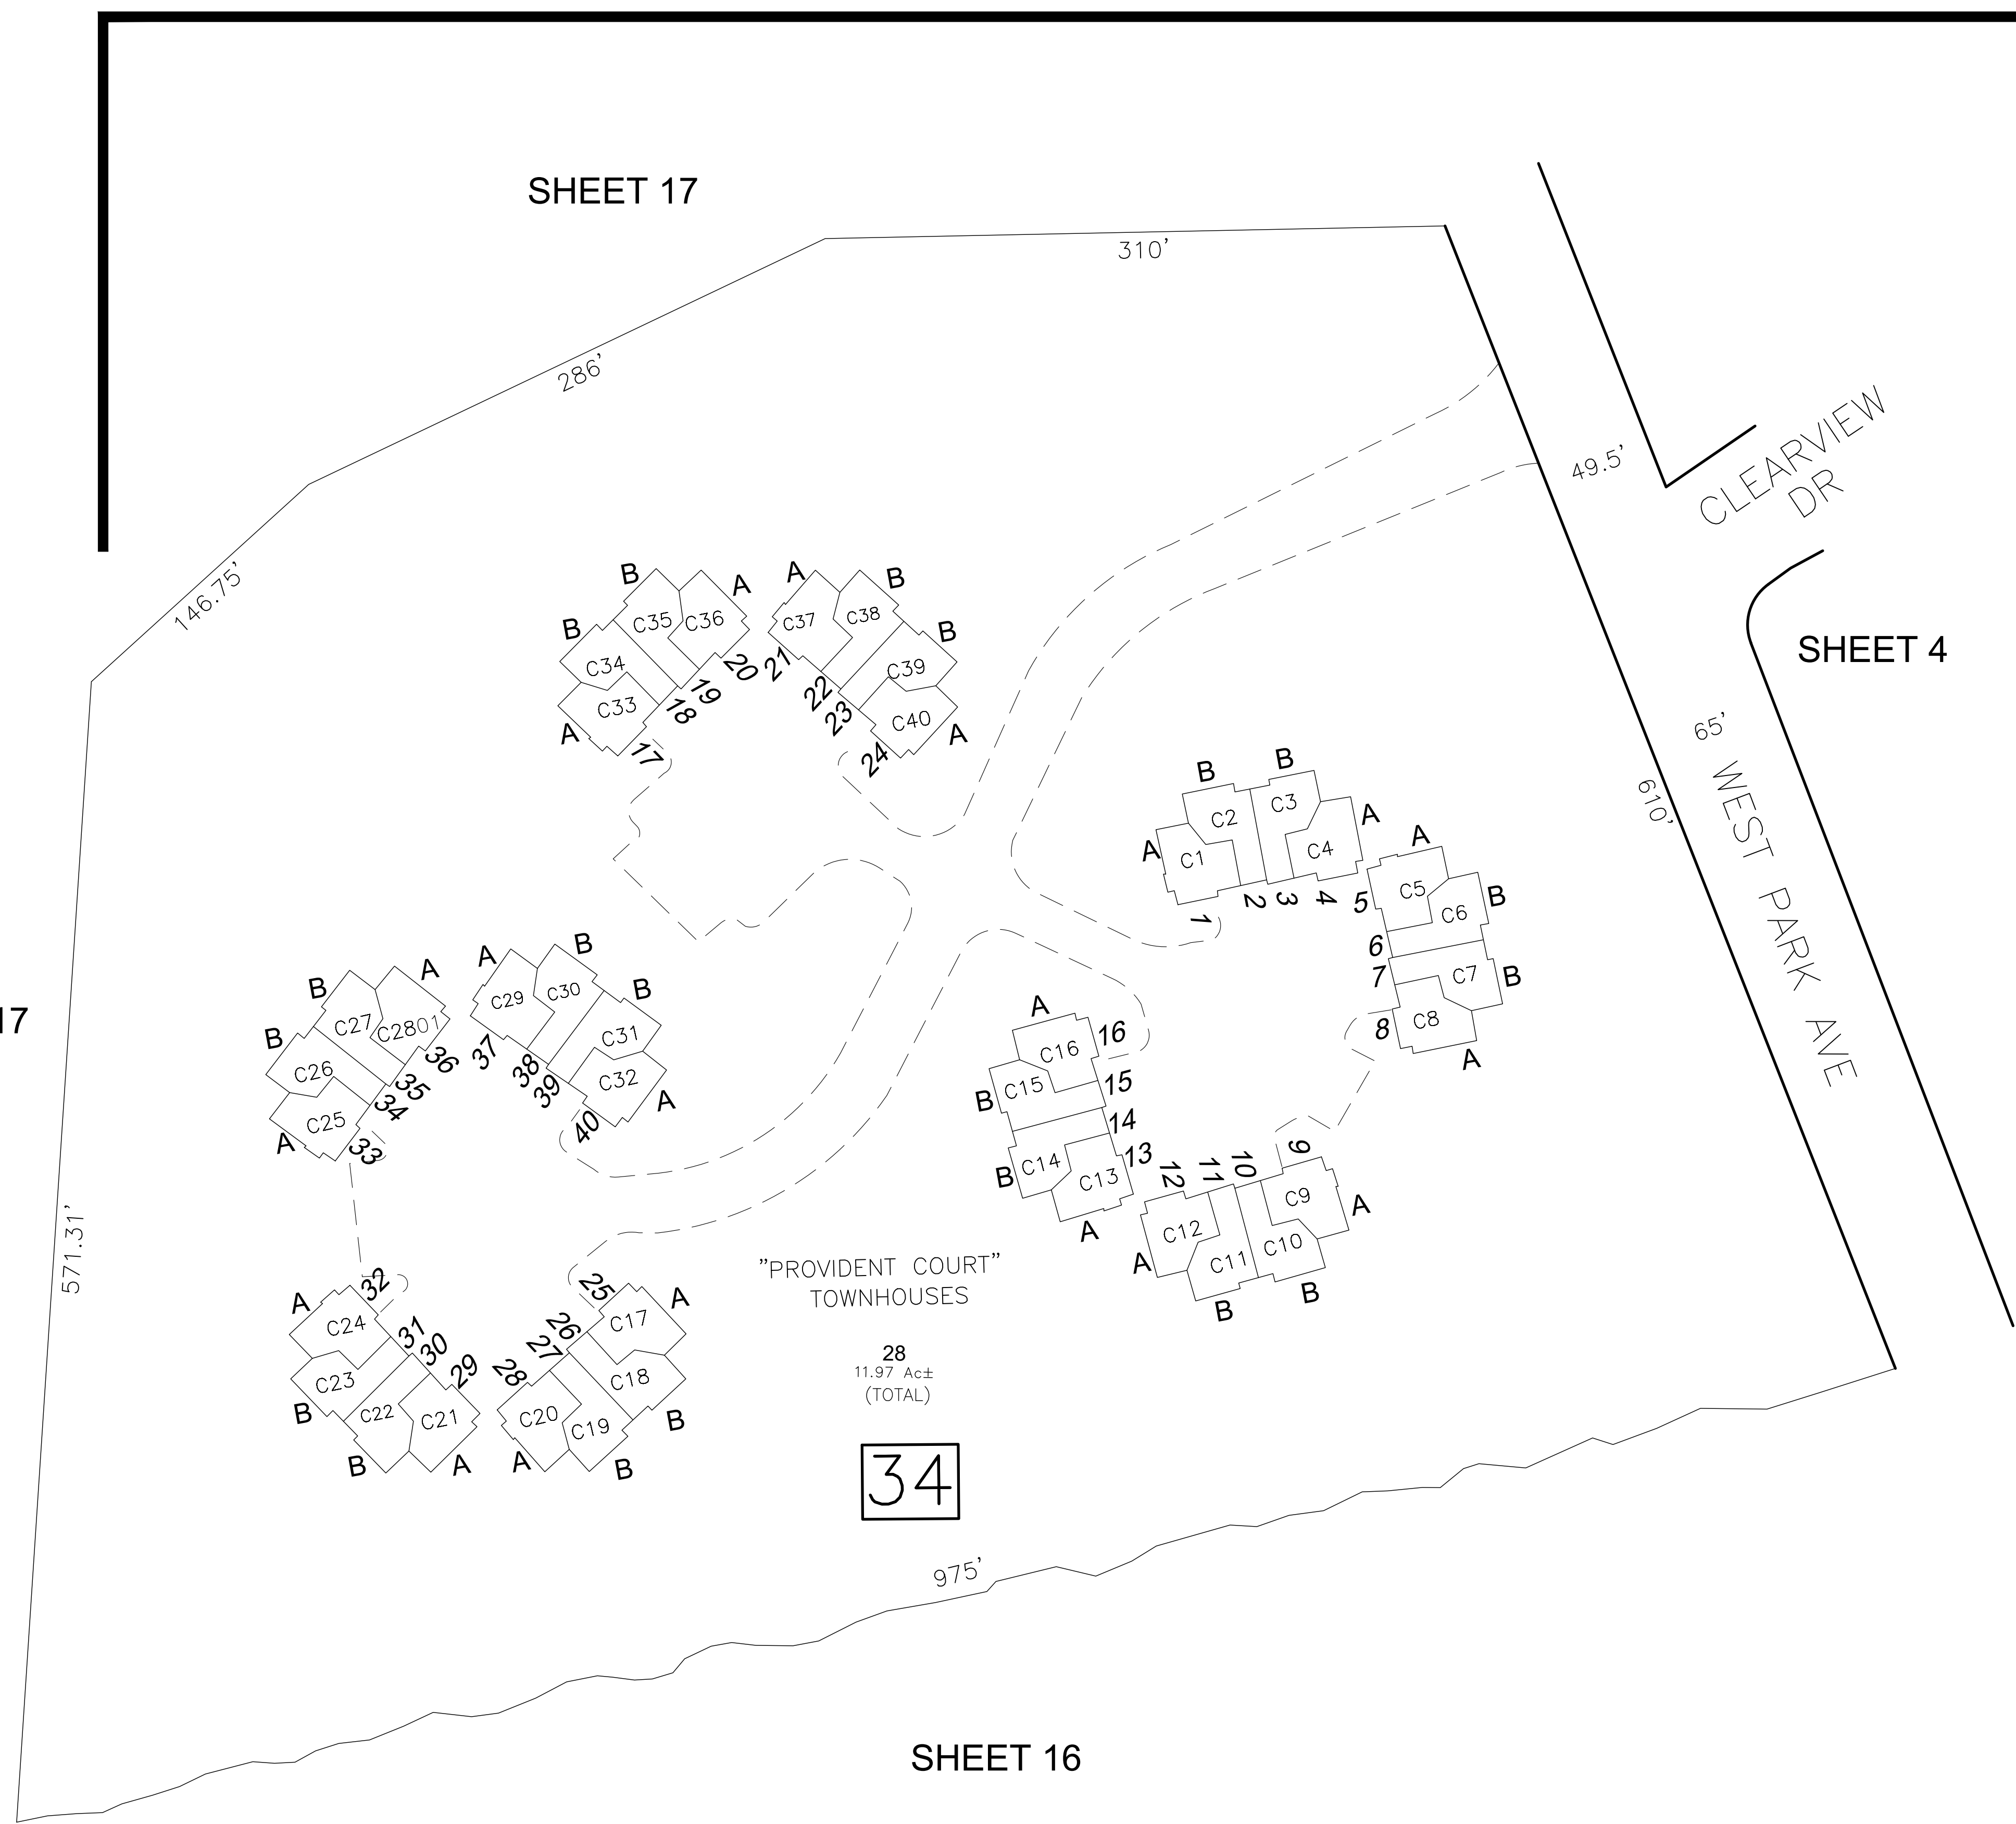 SHEET 17
310'
286'
146.75'
CLEARVIEW
DR
49.5'
SHEET 4
65'
WEST PARK AVE
610'
571.31'
17
B
A
B
A
C35
C36
C34
C33
17
18
19
20
A
B
B
A
C37
C38
C39
C40
21
22
23
24
B
B
A
A
C2
C3
C1
C4
1
2
3
4
A
B
B
A
C5
C6
C7
C8
5
6
7
8
A
B
B
A
C16
C15
C14
C13
16
15
14
13
12
11
10
9
C12
C11
C10
C9
A
B
B
A
B
A
B
A
C27
C2801
C26
C25
36
35
34
33
A
B
B
A
C29
C30
C31
C32
37
38
39
40
A
B
B
A
C24
C23
C22
C21
32
31
30
29
25
26
27
28
C17
C18
C19
C20
A
B
B
A
"PROVIDENT COURT"
TOWNHOUSES
28
11.97 Ac±
(TOTAL)
34
975'
SHEET 16